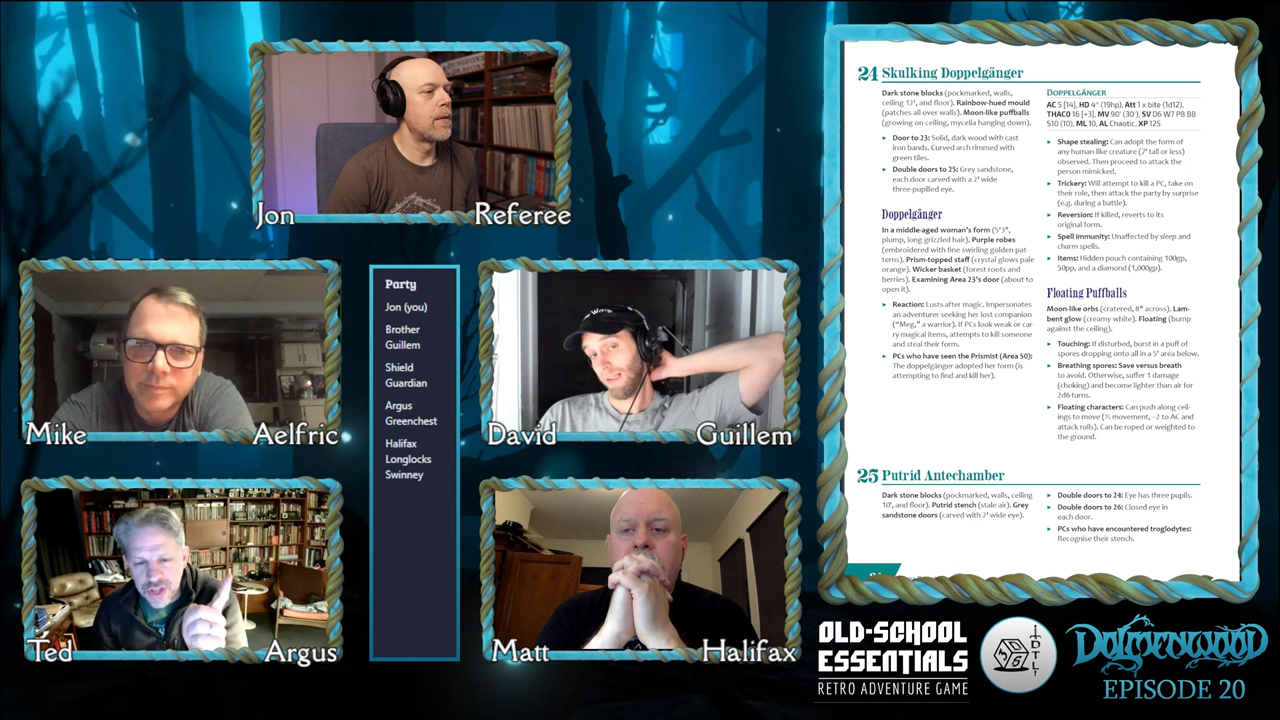 Jon
Referee
Mike
Aelfric
David
Guillem
Ted
Argus
Matt
Halifax
Party
Jon (you)
Brother
Guillem
Shield
Guardian
Argus
Greenchest
Halifax
Longlocks
Swinney
24 Skulking Doppelgänger
Dark stone blocks (pockmarked, walls,
ceiling 12', and floor). Rainbow-hued mould
(patches all over walls). Moon-like puffballs
(growing on ceiling, mycelia hanging down).
▸ Door to 23: Solid, dark wood with cast
iron bands. Curved arch rimmed with
green tiles.
▸ Double doors to 25: Grey sandstone,
each door carved with a 2' wide
three-pupilled eye.
Doppelgänger
In a middle-aged woman's form (5'3",
plump, long grizzled hair). Purple robes
(embroidered with fine swirling golden pat-
terns). Prism-topped staff (crystal glows pale
orange). Wicker basket (forest roots and
berries). Examining Area 23's door (about to
open it).
▸ Reaction: Lusts after magic. Impersonates
an adventurer seeking her lost companion
("Meg," a warrior). If PCs look weak or car-
ry magical items, attempts to kill someone
and steal their form.
▸ PCs who have seen the Prismist (Area 50):
The doppelgänger adopted her form (is
attempting to find and kill her).
DOPPELGÄNGER
AC 5 [14], HD 4* (19hp), Att 1 x bite (1d12),
THAC0 16 [+3], MV 90' (30'), SV D6 W7 P8 B8
S10 (10), ML 10, AL Chaotic, XP 125
▸ Shape stealing: Can adopt the form of
any human-like creature (7' tall or less)
observed. Then proceed to attack the
person mimicked.
▸ Trickery: Will attempt to kill a PC, take on
their role, then attack the party by surprise
(e.g. during a battle).
▸ Reversion: If killed, reverts to its
original form.
▸ Spell immunity: Unaffected by sleep and
charm spells.
▸ Items: Hidden pouch containing 100gp,
50pp, and a diamond (1,000gp).
Floating Puffballs
Moon-like orbs (cratered, 8" across). Lam-
bent glow (creamy white). Floating (bump
against the ceiling).
▸ Touching: If disturbed, burst in a puff of
spores dropping onto all in a 5' area below.
▸ Breathing spores: Save versus breath
to avoid. Otherwise, suffer 1 damage
(choking) and become lighter than air for
2d6 turns.
▸ Floating characters: Can push along ceil-
ings to move (½ movement, –2 to AC and
attack rolls). Can be roped or weighted to
the ground.
25 Putrid Antechamber
Dark stone blocks (pockmarked, walls, ceiling
10', and floor). Putrid stench (stale air). Grey
sandstone doors (carved with 2' wide eye).
▸ Double doors to 24: Eye has three pupils.
▸ Double doors to 26: Closed eye in
each door.
▸ PCs who have encountered troglodytes:
Recognise their stench.
OLD-SCHOOL
ESSENTIALS
RETRO ADVENTURE GAME
ITDTL
Dolmenwood
EPISODE 20